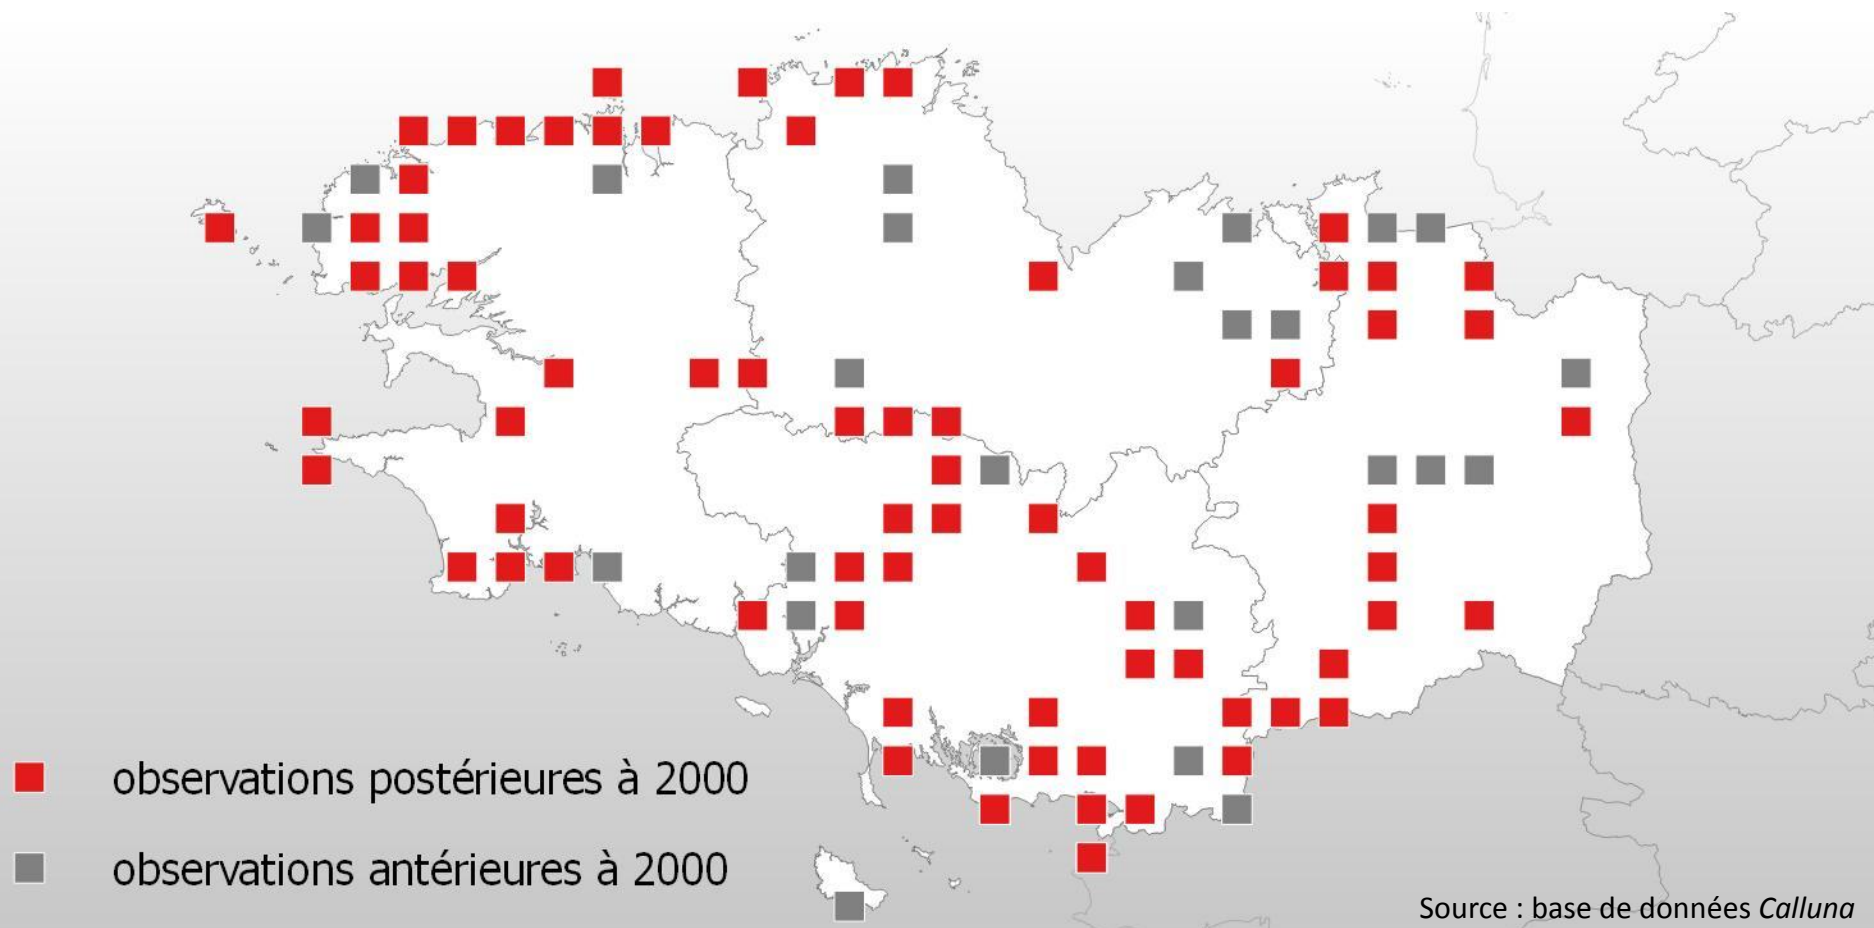 observations postérieures à 2000
observations antérieures à 2000
Source : base de données Calluna